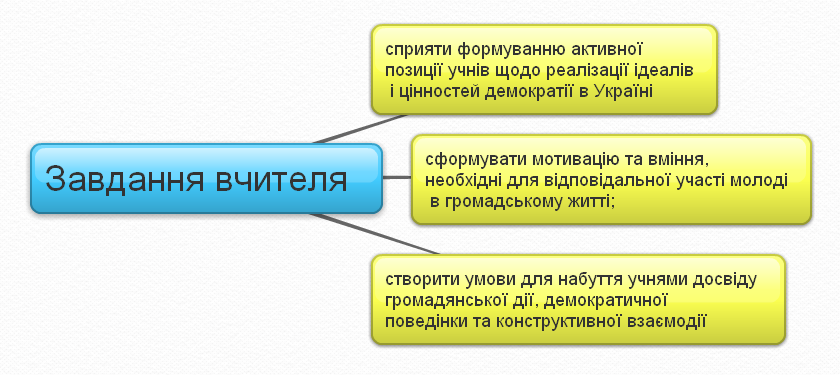 Завдання вчителя
сприяти формуванню активної
позиції учнів щодо реалізації ідеалів
і цінностей демократії в Україні
сформувати мотивацію та вміння,
необхідні для відповідальної участі молоді
в громадському житті;
створити умови для набуття учнями досвіду
громадянської дії, демократичної
поведінки та конструктивної взаємодії